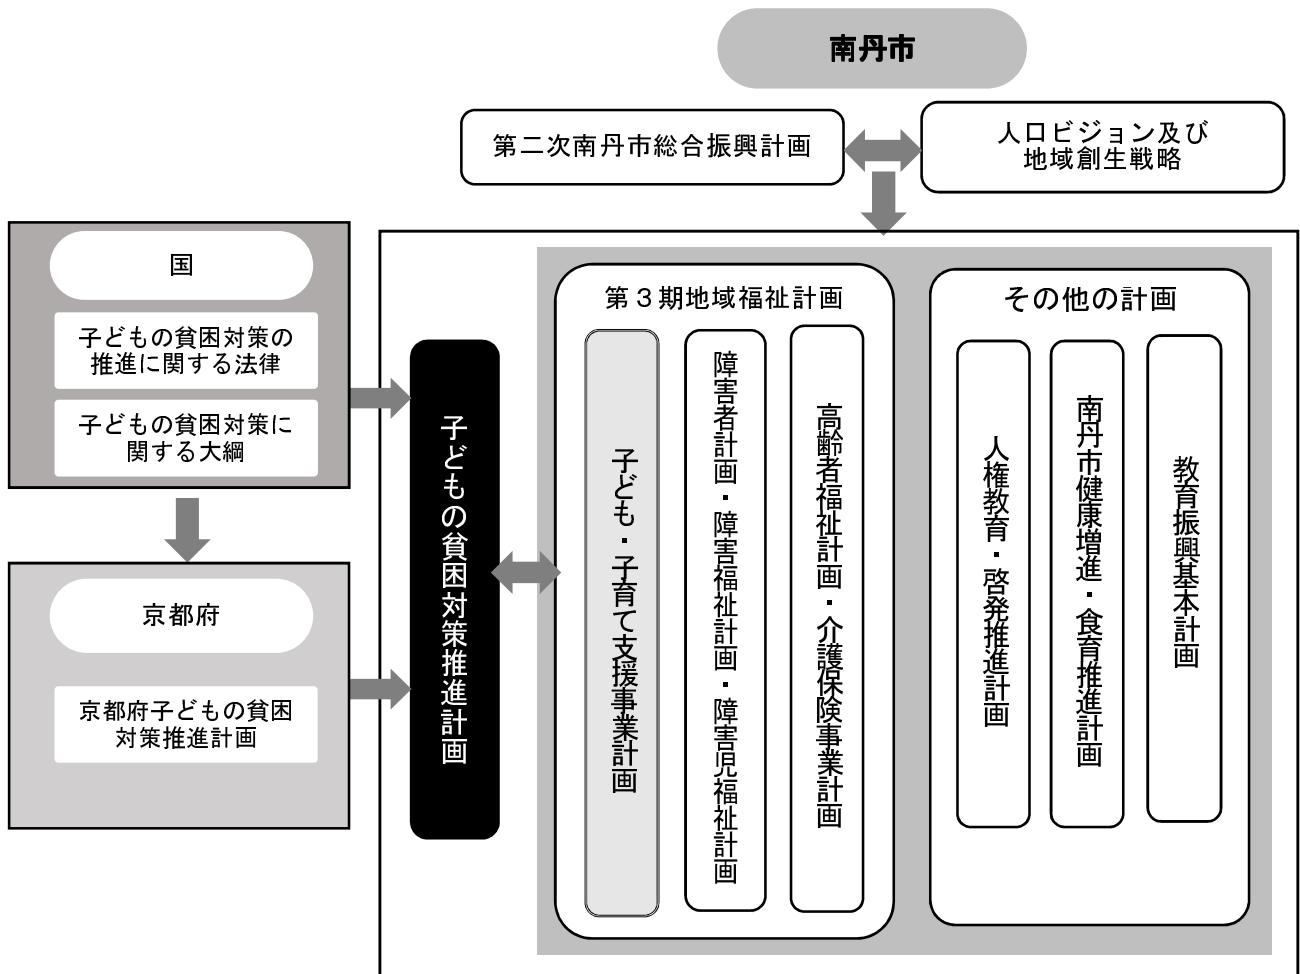 南丹市
第二次南丹市総合振興計画
人口ビジョン及び
地域創生戦略
国
子どもの貧困対策の
推進に関する法律
子どもの貧困対策に
関する大綱
京都府
京都府子どもの貧困
対策推進計画
子どもの貧困対策推進計画
第３期地域福祉計画
子ども・子育て支援事業計画
障害者計画・障害福祉計画・障害児福祉計画
高齢者福祉計画・介護保険事業計画
その他の計画
人権教育・啓発推進計画
南丹市健康増進・食育推進計画
教育振興基本計画